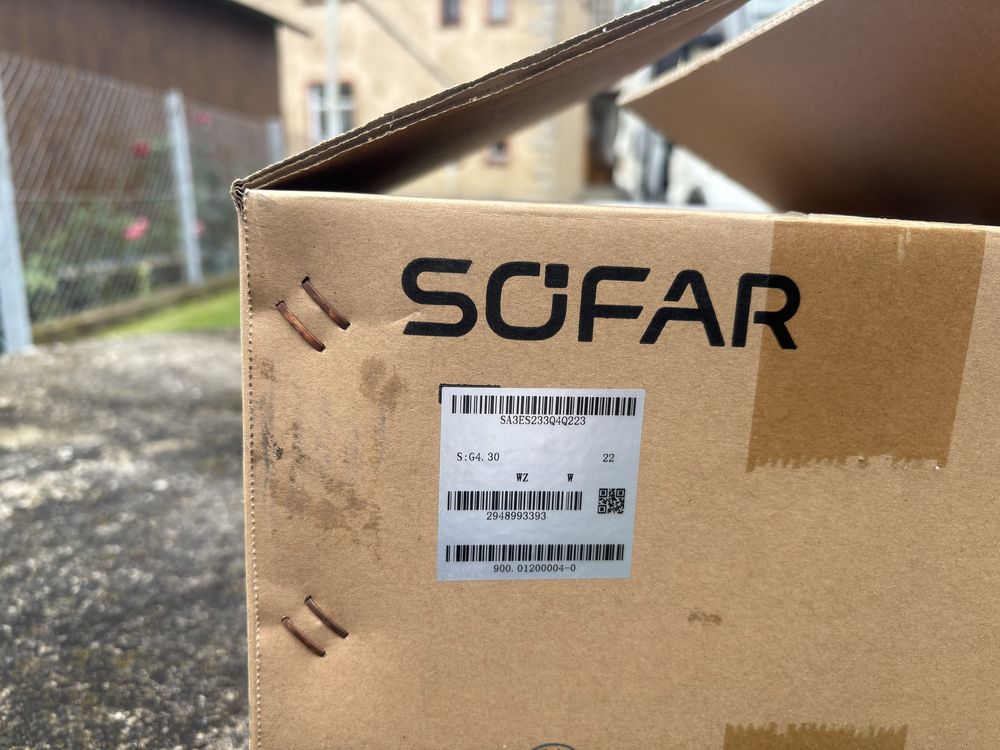 SOFAR
SA3ES233Q4Q223
S:G4.30 22
WZ W
2948993393
900.01200004-0